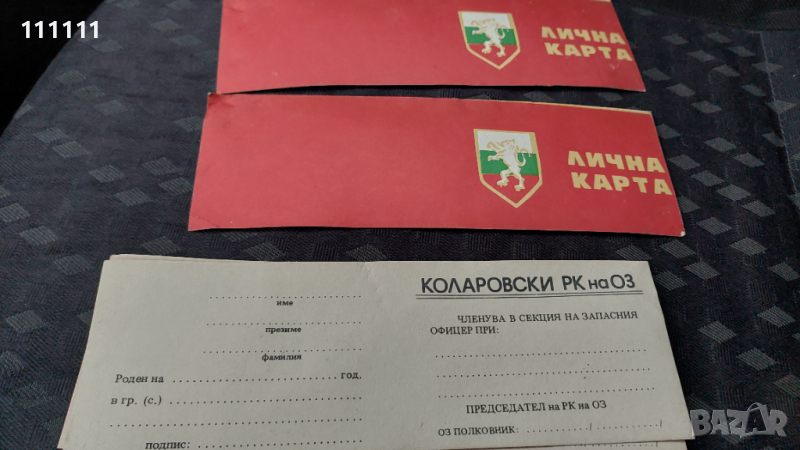 111111
ЛИЧНА
КАРТА
ЛИЧНА
КАРТА
КОЛАРОВСКИ РК на ОЗ
ЧЛЕНУВА В СЕКЦИЯ НА ЗАПАСНИЯ
ОФИЦЕР ПРИ:
ПРЕДСЕДАТЕЛ на РК на ОЗ
ОЗ ПОЛКОВНИК: ........../............/
име
презиме
фамилия
Роден на ........................ год.
в гр. (с.) ........................
подпис: ........................
BAZAR